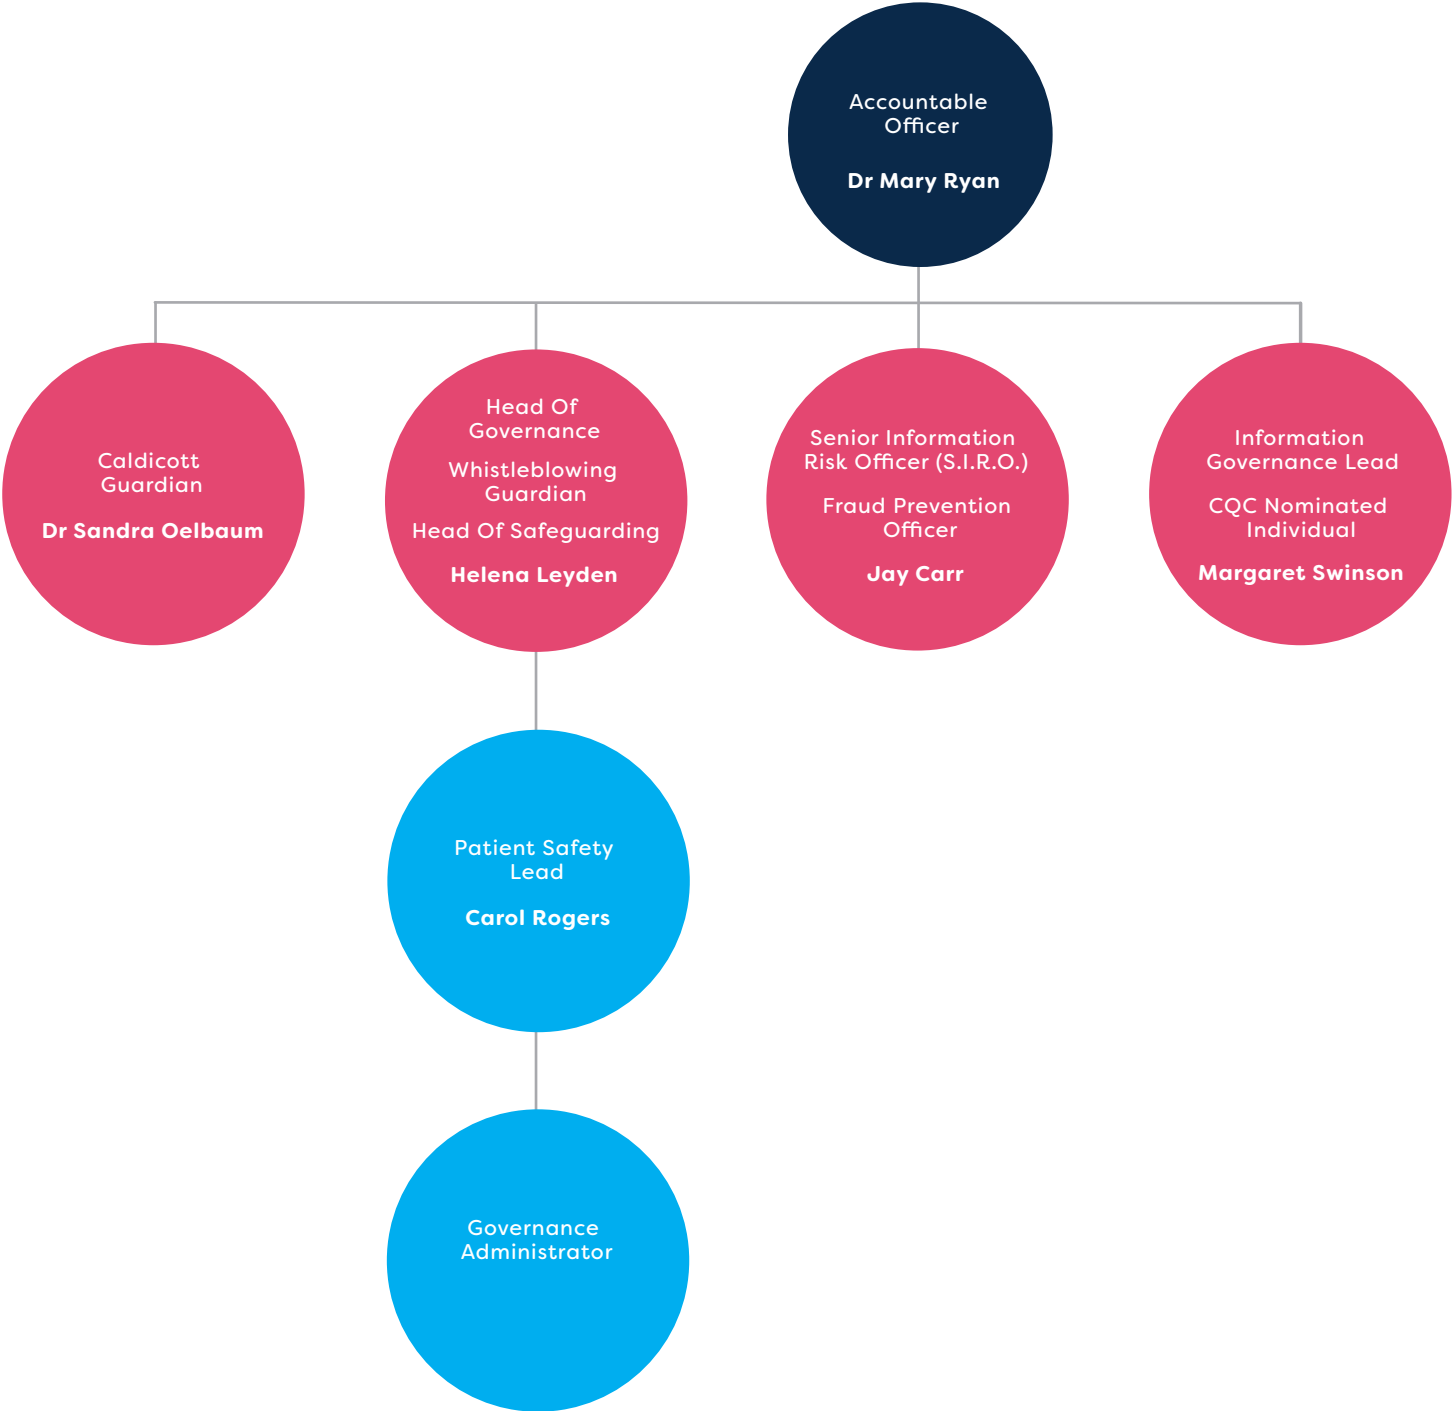 Accountable
Officer
Dr Mary Ryan
Caldicott
Guardian
Dr Sandra Oelbaum
Head Of
Governance
Whistleblowing
Guardian
Head Of Safeguarding
Helena Leyden
Senior Information
Risk Officer (S.I.R.O.)
Fraud Prevention
Officer
Jay Carr
Information
Governance Lead
CQC Nominated
Individual
Margaret Swinson
Patient Safety
Lead
Carol Rogers
Governance
Administrator